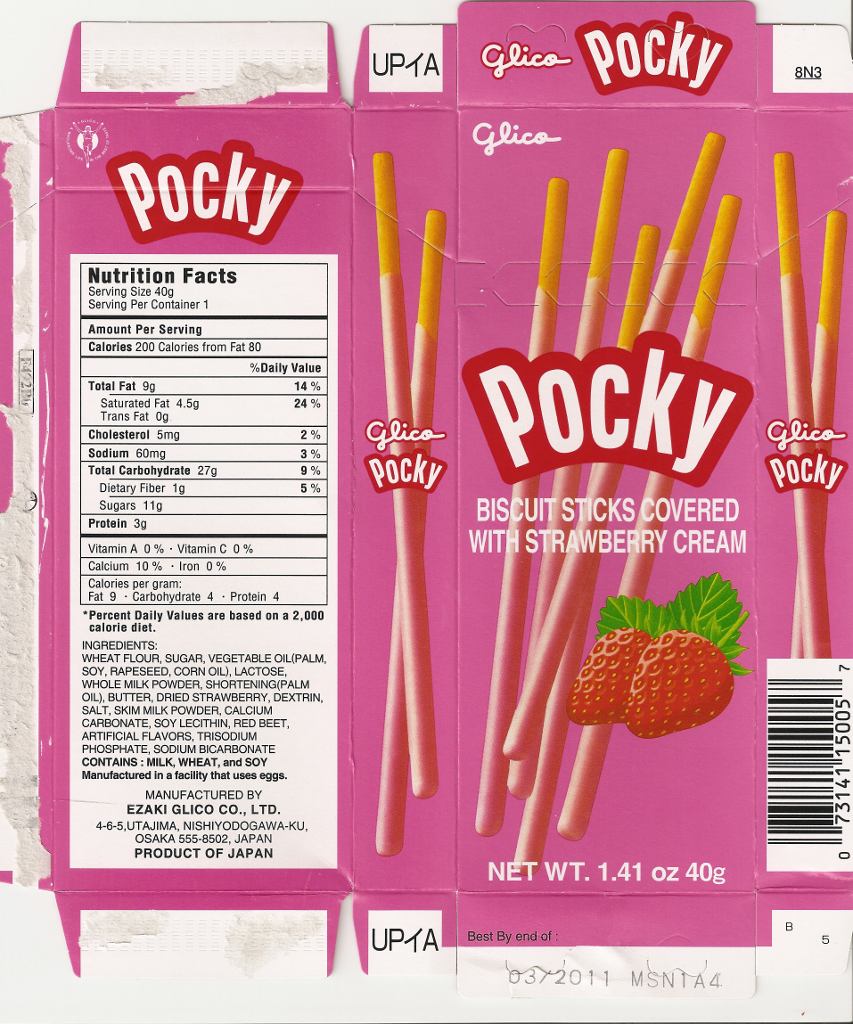 Pocky
Nutrition Facts
Serving Size 40g
Serving Per Container 1
Amount Per Serving
Calories 200 Calories from Fat 80
%Daily Value
Total Fat 9g 14 %
Saturated Fat 4.5g 24 %
Trans Fat 0g
Cholesterol 5mg 2 %
Sodium 60mg 3 %
Total Carbohydrate 27g 9 %
Dietary Fiber 1g 5 %
Sugars 11g
Protein 3g
Vitamin A 0 % · Vitamin C 0 %
Calcium 10 % · Iron 0 %
Calories per gram:
Fat 9 · Carbohydrate 4 · Protein 4
*Percent Daily Values are based on a 2,000
calorie diet.
INGREDIENTS:
WHEAT FLOUR, SUGAR, VEGETABLE OIL(PALM,
SOY, RAPESEED, CORN OIL), LACTOSE,
WHOLE MILK POWDER, SHORTENING(PALM
OIL), BUTTER, DRIED STRAWBERRY, DEXTRIN,
SALT, SKIM MILK POWDER, CALCIUM
CARBONATE, SOY LECITHIN, RED BEET,
ARTIFICIAL FLAVORS, TRISODIUM
PHOSPHATE, SODIUM BICARBONATE
CONTAINS : MILK, WHEAT, and SOY
Manufactured in a facility that uses eggs.
MANUFACTURED BY
EZAKI GLICO CO., LTD.
4-6-5,UTAJIMA, NISHIYODOGAWA-KU,
OSAKA 555-8502, JAPAN
PRODUCT OF JAPAN
UPイA
Glico
Pocky
UPイA
Glico Pocky
Glico
Pocky
BISCUIT STICKS COVERED
WITH STRAWBERRY CREAM
NET WT. 1.41 oz 40g
Best By end of :
03/2011 MSN1A4
8N3
Glico
Pocky
0 73141 15005 7
B
5